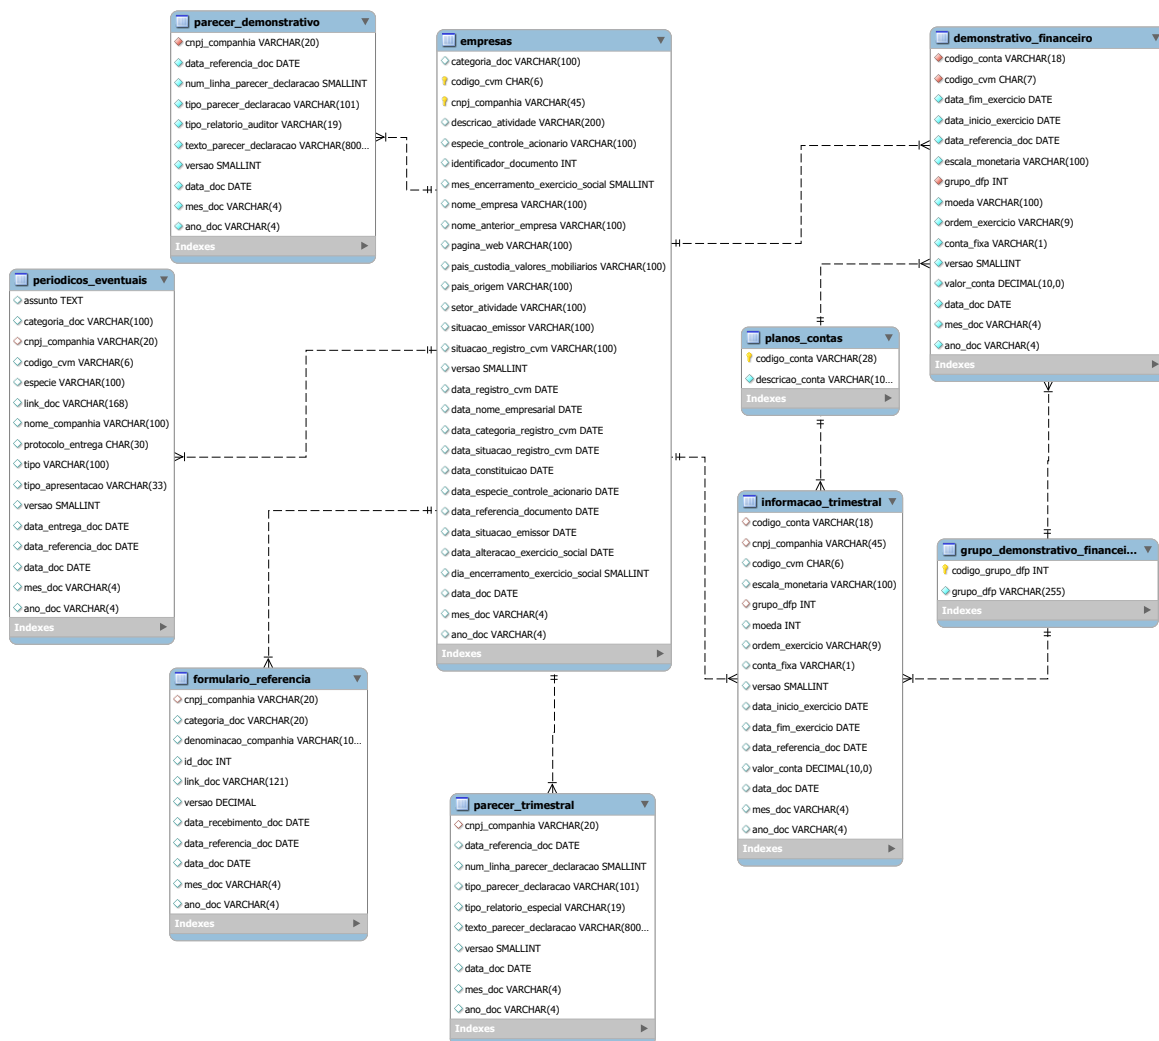 parecer_demonstrativo
cnpj_companhia VARCHAR(20)
data_referencia_doc DATE
num_linha_parecer_declaracao SMALLINT
tipo_parecer_declaracao VARCHAR(101)
tipo_relatorio_auditor VARCHAR(19)
texto_parecer_declaracao VARCHAR(800...
versao SMALLINT
data_doc DATE
mes_doc VARCHAR(4)
ano_doc VARCHAR(4)
Indexes
periodicos_eventuais
assunto TEXT
categoria_doc VARCHAR(100)
cnpj_companhia VARCHAR(20)
codigo_cvm VARCHAR(6)
especie VARCHAR(100)
link_doc VARCHAR(168)
nome_companhia VARCHAR(100)
protocolo_entrega CHAR(30)
tipo VARCHAR(100)
tipo_apresentacao VARCHAR(33)
versao SMALLINT
data_entrega_doc DATE
data_referencia_doc DATE
data_doc DATE
mes_doc VARCHAR(4)
ano_doc VARCHAR(4)
Indexes
formulario_referencia
cnpj_companhia VARCHAR(20)
categoria_doc VARCHAR(20)
denominacao_companhia VARCHAR(10...
id_doc INT
link_doc VARCHAR(121)
versao DECIMAL
data_recebimento_doc DATE
data_referencia_doc DATE
data_doc DATE
mes_doc VARCHAR(4)
ano_doc VARCHAR(4)
Indexes
empresas
categoria_doc VARCHAR(100)
codigo_cvm CHAR(6)
cnpj_companhia VARCHAR(45)
descricao_atividade VARCHAR(200)
especie_controle_acionario VARCHAR(100)
identificador_documento INT
mes_encerramento_exercicio_social SMALLINT
nome_empresa VARCHAR(100)
nome_anterior_empresa VARCHAR(100)
pagina_web VARCHAR(100)
pais_custodia_valores_mobiliarios VARCHAR(100)
pais_origem VARCHAR(100)
setor_atividade VARCHAR(100)
situacao_emissor VARCHAR(100)
situacao_registro_cvm VARCHAR(100)
versao SMALLINT
data_registro_cvm DATE
data_nome_empresarial DATE
data_categoria_registro_cvm DATE
data_situacao_registro_cvm DATE
data_constituicao DATE
data_especie_controle_acionario DATE
data_referencia_documento DATE
data_situacao_emissor DATE
data_alteracao_exercicio_social DATE
dia_encerramento_exercicio_social SMALLINT
data_doc DATE
mes_doc VARCHAR(4)
ano_doc VARCHAR(4)
Indexes
parecer_trimestral
cnpj_companhia VARCHAR(20)
data_referencia_doc DATE
num_linha_parecer_declaracao SMALLINT
tipo_parecer_declaracao VARCHAR(101)
tipo_relatorio_especial VARCHAR(19)
texto_parecer_declaracao VARCHAR(800...
versao SMALLINT
data_doc DATE
mes_doc VARCHAR(4)
ano_doc VARCHAR(4)
Indexes
demonstrativo_financeiro
codigo_conta VARCHAR(18)
codigo_cvm CHAR(7)
data_fim_exercicio DATE
data_inicio_exercicio DATE
data_referencia_doc DATE
escala_monetaria VARCHAR(100)
grupo_dfp INT
moeda VARCHAR(100)
ordem_exercicio VARCHAR(9)
conta_fixa VARCHAR(1)
versao SMALLINT
valor_conta DECIMAL(10,0)
data_doc DATE
mes_doc VARCHAR(4)
ano_doc VARCHAR(4)
Indexes
planos_contas
codigo_conta VARCHAR(28)
descricao_conta VARCHAR(10...
Indexes
informacao_trimestral
codigo_conta VARCHAR(18)
cnpj_companhia VARCHAR(45)
codigo_cvm CHAR(6)
escala_monetaria VARCHAR(100)
grupo_dfp INT
moeda INT
ordem_exercicio VARCHAR(9)
conta_fixa VARCHAR(1)
versao SMALLINT
data_inicio_exercicio DATE
data_fim_exercicio DATE
data_referencia_doc DATE
valor_conta DECIMAL(10,0)
data_doc DATE
mes_doc VARCHAR(4)
ano_doc VARCHAR(4)
Indexes
grupo_demonstrativo_financei...
codigo_grupo_dfp INT
grupo_dfp VARCHAR(255)
Indexes